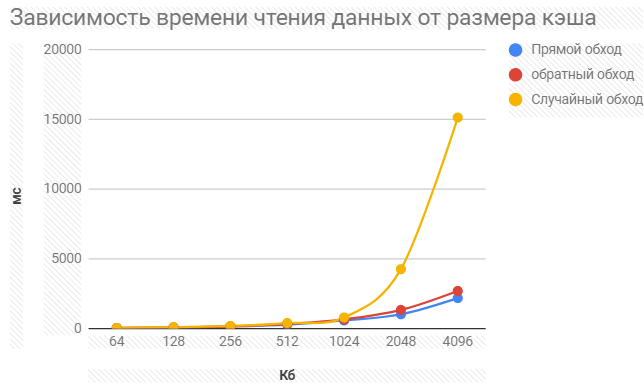 Зависимость времени чтения данных от размера кэша
20000
15000
10000
5000
0
мс
64 128 256 512 1024 2048 4096
Кб
Прямой обход
обратный обход
Случайный обход